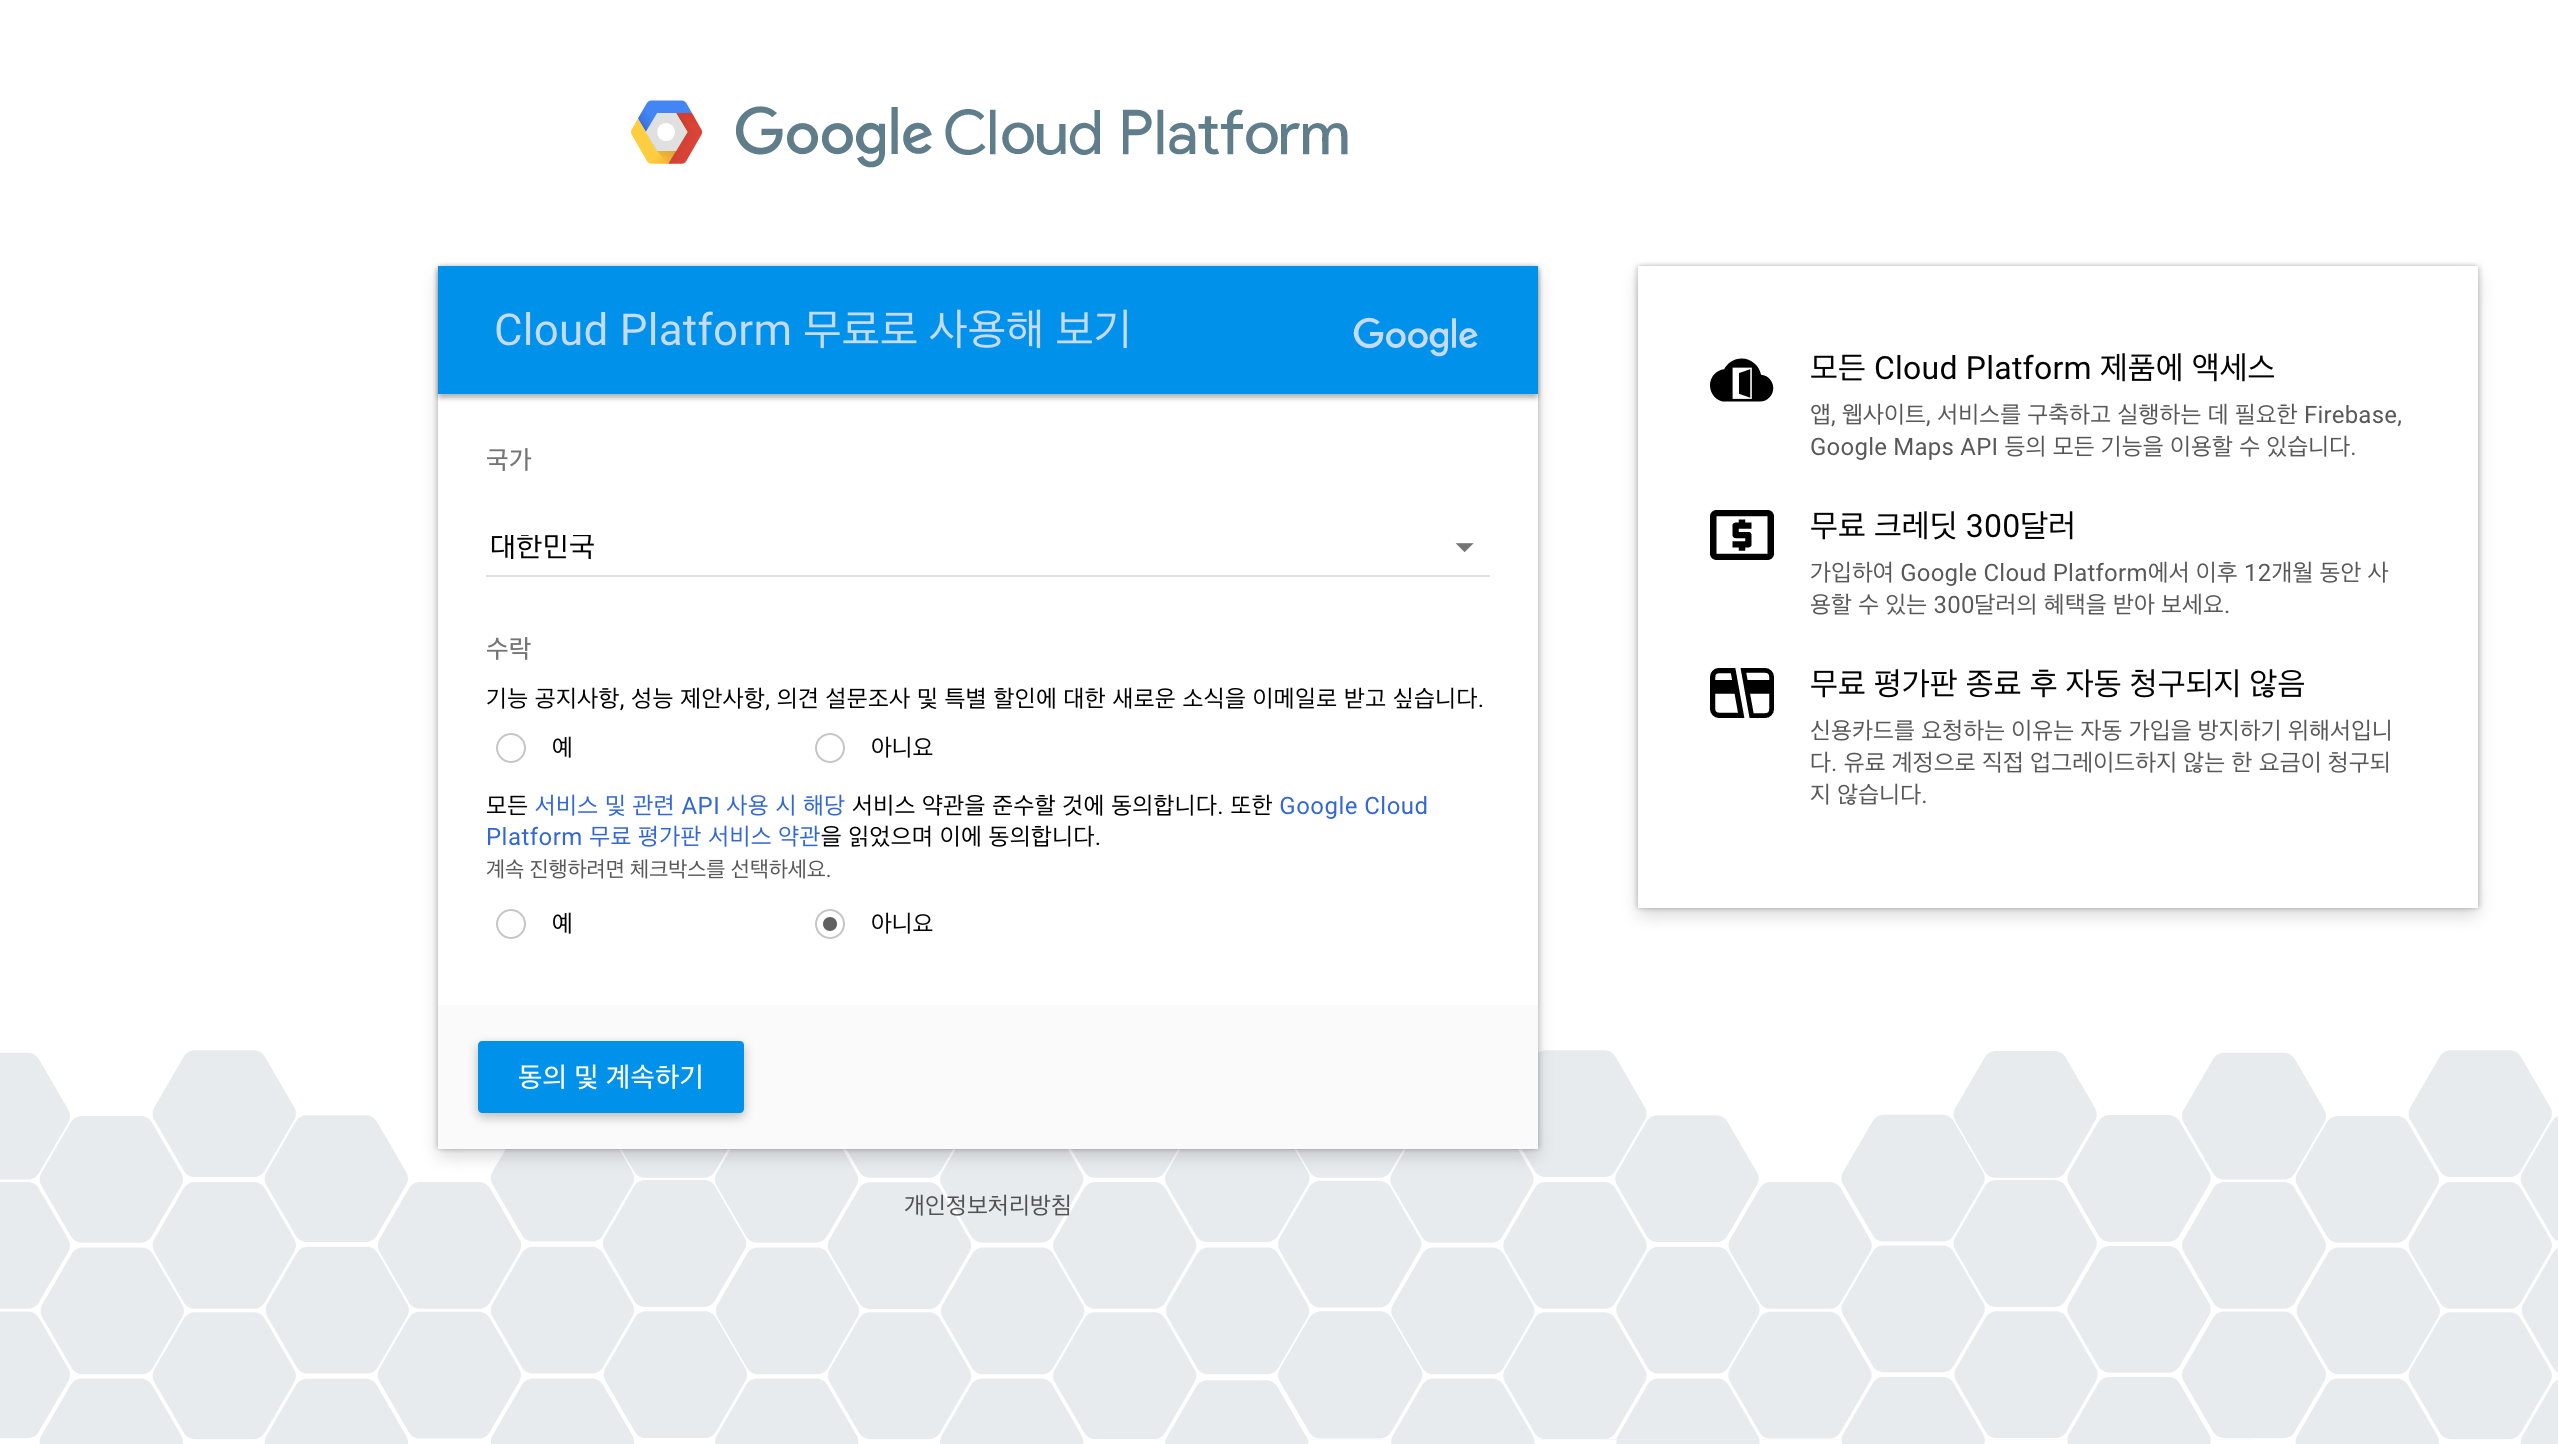 Google Cloud Platform
Cloud Platform 무료로 사용해 보기
Google
국가
대한민국
수락
기능 공지사항, 성능 제안사항, 의견 설문조사 및 특별 할인에 대한 새로운 소식을 이메일로 받고 싶습니다.
예 아니요
모든 서비스 및 관련 API 사용 시 해당 서비스 약관을 준수할 것에 동의합니다. 또한 Google Cloud
Platform 무료 평가판 서비스 약관을 읽었으며 이에 동의합니다.
계속 진행하려면 체크박스를 선택하세요.
예 아니요
동의 및 계속하기
개인정보처리방침
모든 Cloud Platform 제품에 액세스
앱, 웹사이트, 서비스를 구축하고 실행하는 데 필요한 Firebase,
Google Maps API 등의 모든 기능을 이용할 수 있습니다.
무료 크레딧 300달러
가입하여 Google Cloud Platform에서 이후 12개월 동안 사
용할 수 있는 300달러의 혜택을 받아 보세요.
무료 평가판 종료 후 자동 청구되지 않음
신용카드를 요청하는 이유는 자동 가입을 방지하기 위해서입니
다. 유료 계정으로 직접 업그레이드하지 않는 한 요금이 청구되
지 않습니다.